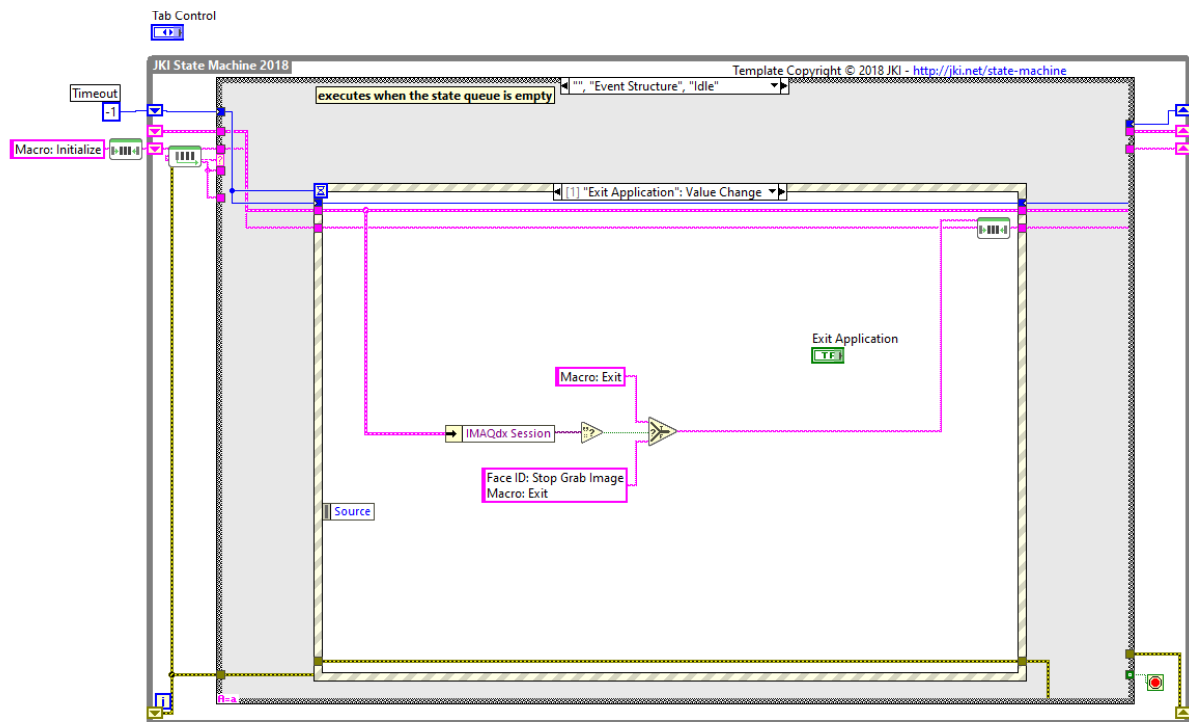 Tab Control
JKI State Machine 2018
Template Copyright © 2018 JKI - http://jki.net/state-machine
"", "Event Structure", "Idle"
executes when the state queue is empty
Timeout
-1
Macro: Initialize
[1] "Exit Application": Value Change
Exit Application
TF
Macro: Exit
IMAQdx Session
Face ID: Stop Grab Image
Macro: Exit
Source
A=a
i